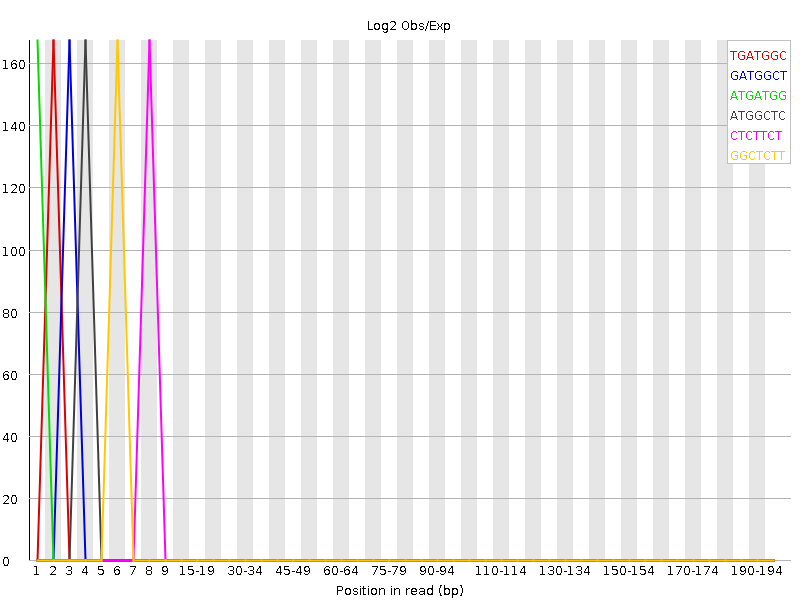 Log2 Obs/Exp
TGATGGC
GATGGCT
ATGATGG
ATGGCTC
CTCTTCT
GGCTCTT
160
140
120
100
80
60
40
20
0
1 2 3 4 5 6 7 8 9 15-19 30-34 45-49 60-64 75-79 90-94 110-114 130-134 150-154 170-174 190-194
Position in read (bp)